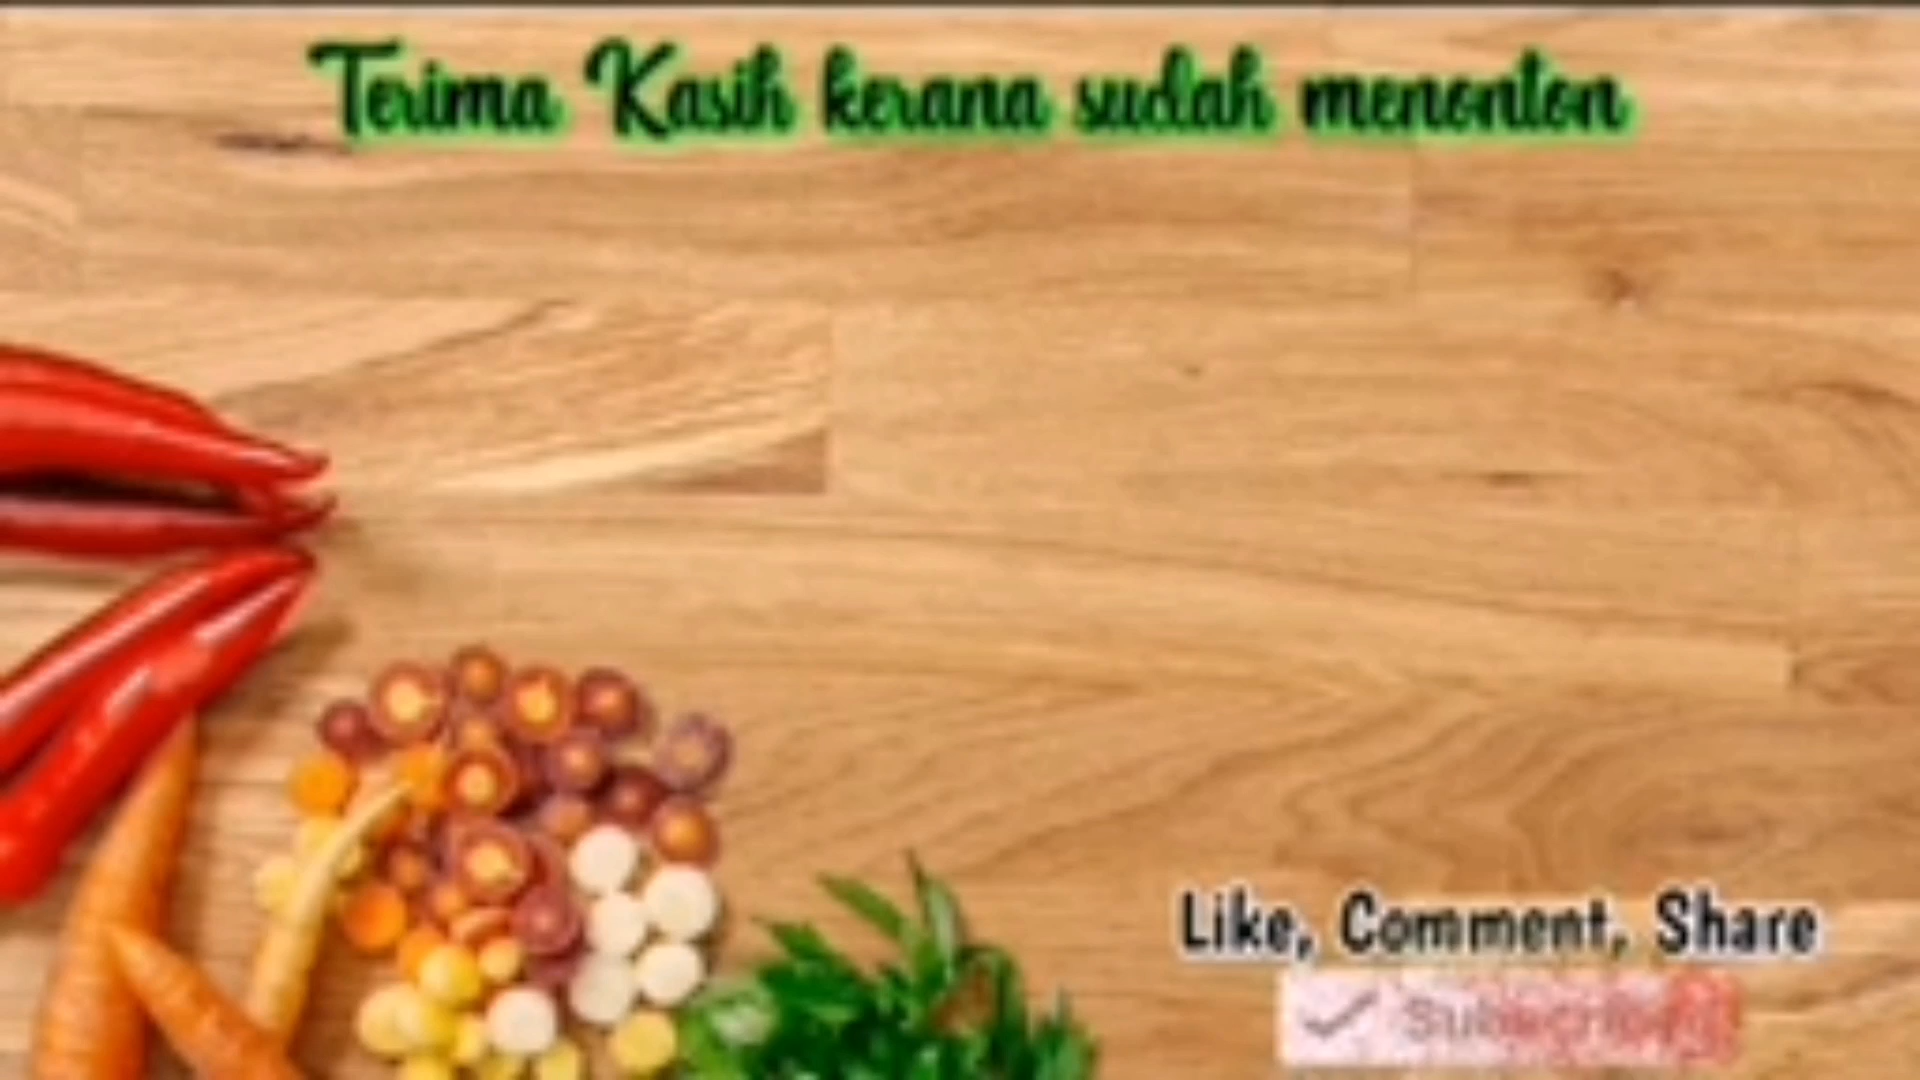 Terima Kasih kerana sudah menonton
Like, Comment, Share